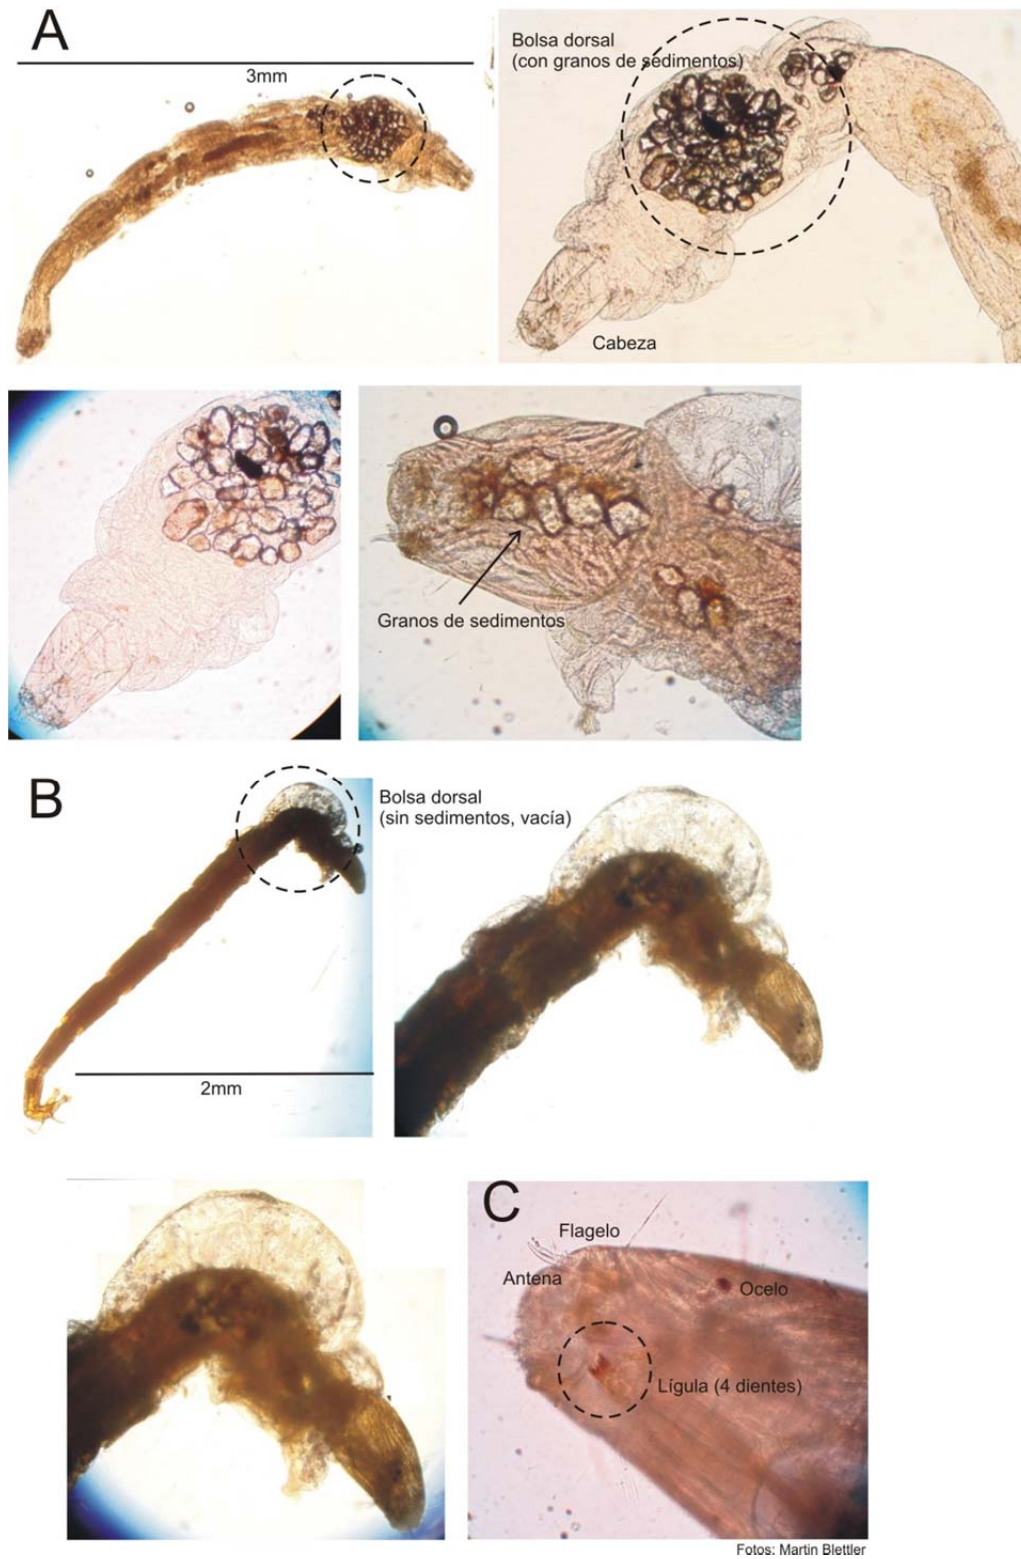 A
3mm
Bolsa dorsal
(con granos de sedimentos)
Cabeza
Granos de sedimentos
B
Bolsa dorsal
(sin sedimentos, vacía)
2mm
C
Flagelo
Antena
Ocelo
Lígula (4 dientes)
Fotos: Martin Blettler